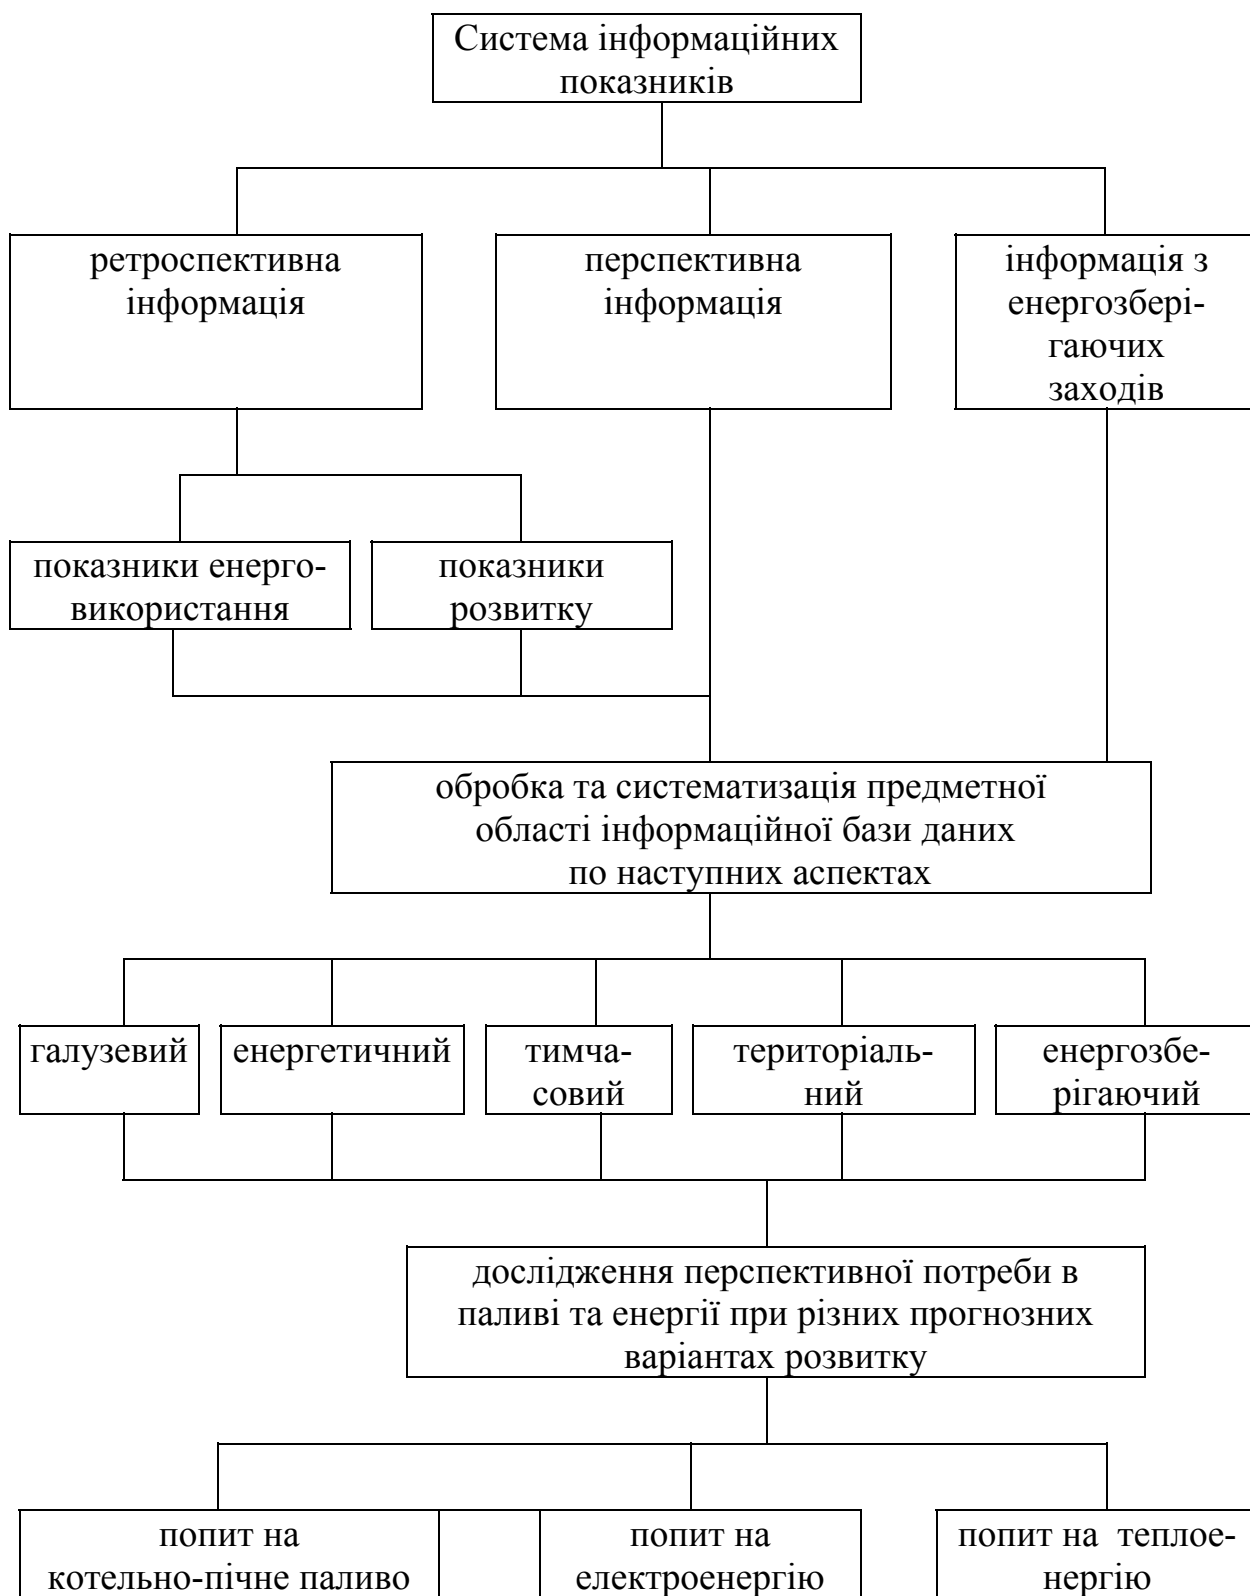 Система інформаційних
показників
ретроспективна
інформація
перспективна
інформація
інформація з
енергозбері-
гаючих
заходів
показники енерго-
використання
показники
розвитку
обробка та систематизація предметної
області інформаційної бази даних
по наступних аспектах
галузевий
енергетичний
тимча-
совий
територіаль-
ний
енергозбе-
рігаючий
дослідження перспективної потреби в
паливі та енергії при різних прогнозних
варіантах розвитку
попит на
котельно-пічне паливо
попит на
електроенергію
попит на теплое-
нергію